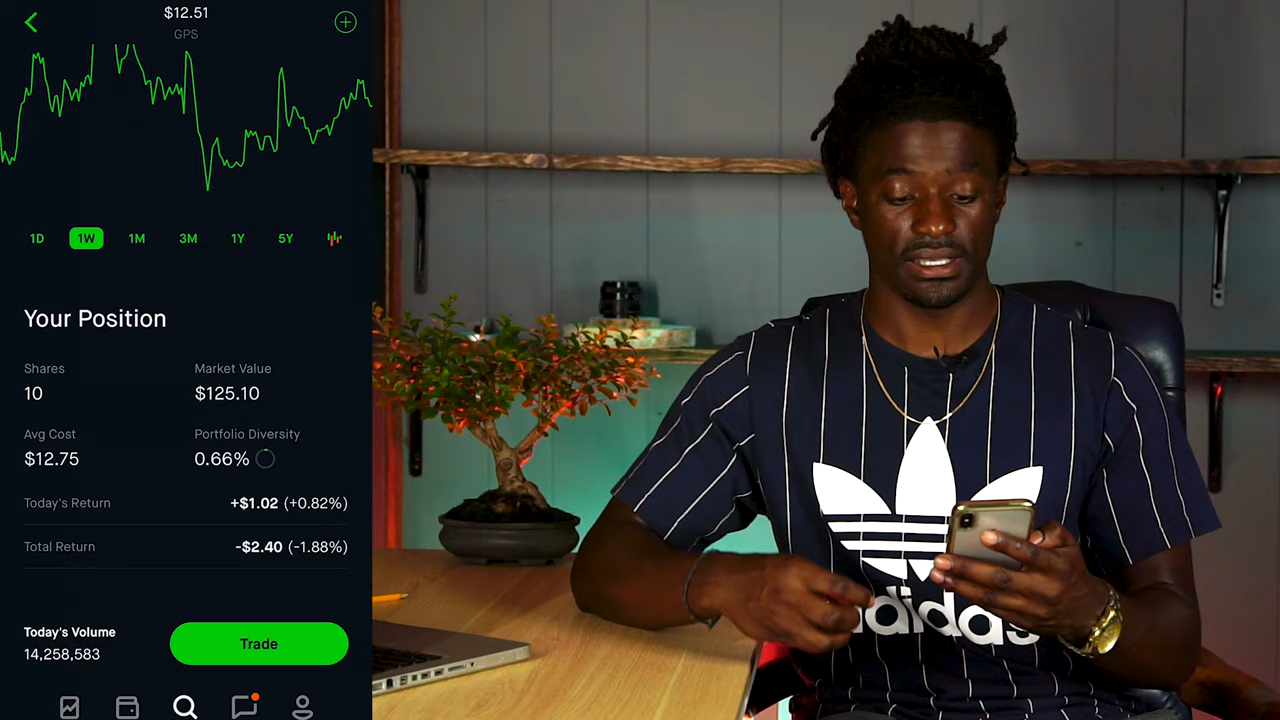 $12.51
GPS
1D 1W 1M 3M 1Y 5Y
Your Position
Shares Market Value
10 $125.10
Avg Cost Portfolio Diversity
$12.75 0.66%
Today's Return +$1.02 (+0.82%)
Total Return -$2.40 (-1.88%)
Today's Volume
14,258,583
Trade
adidas